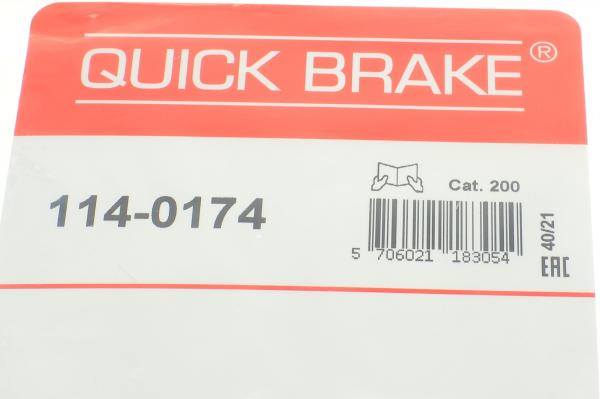 QUICK BRAKE®
114-0174
Cat. 200
5 706021 183054
40/21
EAC